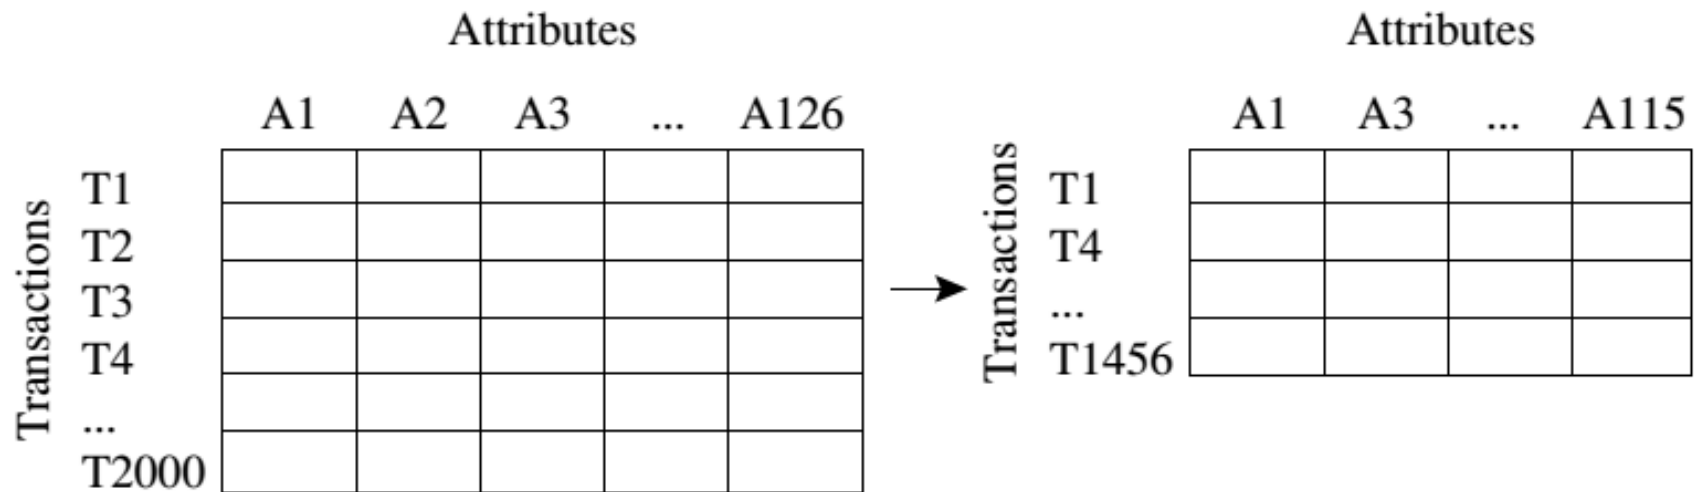 Attributes
A1 A2 A3 ... A126
Transactions
T1
T2
T3
T4
...
T2000
Attributes
A1 A3 ... A115
Transactions
T1
T4
...
T1456